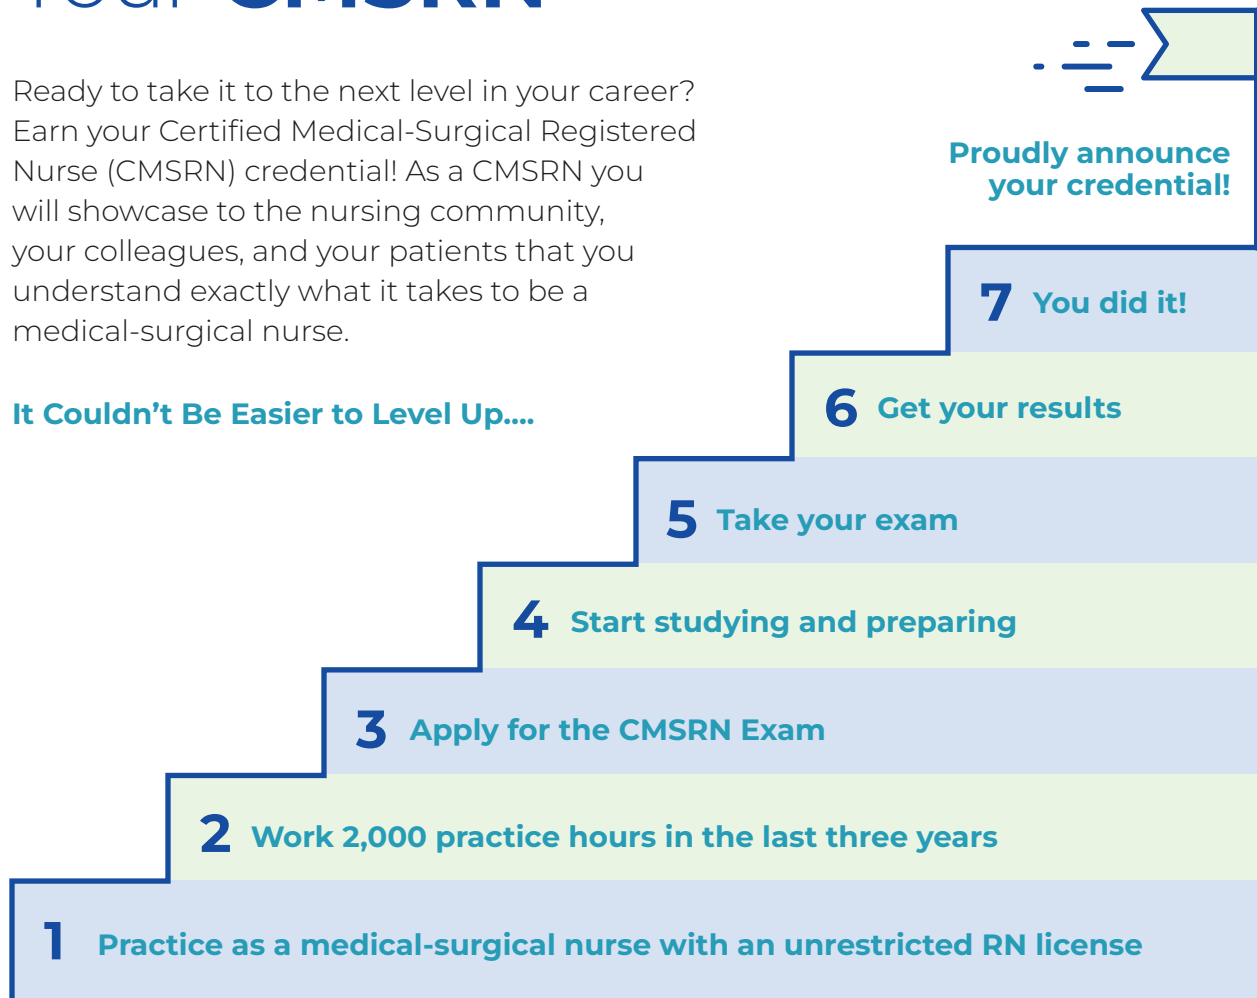 Your CMSRN
Ready to take it to the next level in your career?
Earn your Certified Medical-Surgical Registered
Nurse (CMSRN) credential! As a CMSRN you
will showcase to the nursing community,
your colleagues, and your patients that you
understand exactly what it takes to be a
medical-surgical nurse.
It Couldn’t Be Easier to Level Up....
Proudly announce
your credential!
7 You did it!
6 Get your results
5 Take your exam
4 Start studying and preparing
3 Apply for the CMSRN Exam
2 Work 2,000 practice hours in the last three years
1 Practice as a medical-surgical nurse with an unrestricted RN license